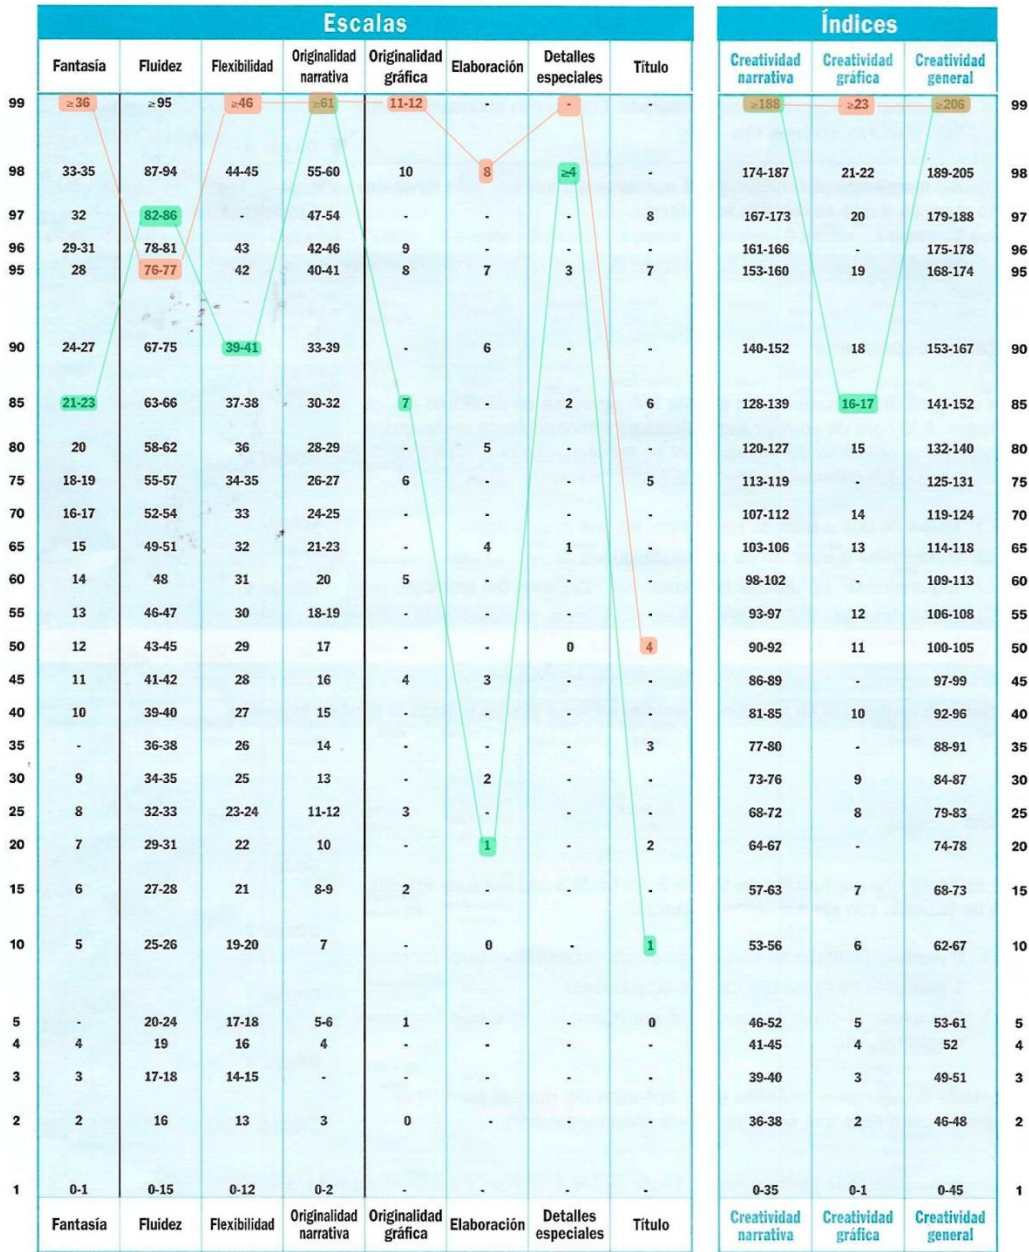 Escalas Índices
Fantasía Fluidez Flexibilidad Originalidad narrativa Originalidad gráfica Elaboración Detalles especiales Título Creatividad narrativa Creatividad gráfica Creatividad general
99 ≥36 ≥95 ≥46 ≥61 11-12 - - ≥188 ≥23 ≥206 99
98 33-35 87-94 44-45 55-60 10 8 ≥4 - 174-187 21-22 189-205 98
97 32 82-86 - 47-54 - - - 8 167-173 20 179-188 97
96 29-31 78-81 43 42-46 9 - - - 161-166 - 175-178 96
95 28 76-77 42 40-41 8 7 3 7 153-160 19 168-174 95
90 24-27 67-75 39-41 33-39 - 6 - - 140-152 18 153-167 90
85 21-23 63-66 37-38 30-32 7 - 2 6 128-139 16-17 141-152 85
80 20 58-62 36 28-29 - 5 - - 120-127 15 132-140 80
75 18-19 55-57 34-35 26-27 6 - - 5 113-119 - 125-131 75
70 16-17 52-54 33 24-25 - - - - 107-112 14 119-124 70
65 15 49-51 32 21-23 - 4 1 - 103-106 13 114-118 65
60 14 48 31 20 5 - - - 98-102 - 109-113 60
55 13 46-47 30 18-19 - - - - 93-97 12 106-108 55
50 12 43-45 29 17 - - 0 4 90-92 11 100-105 50
45 11 41-42 28 16 4 3 - - 86-89 - 97-99 45
40 10 39-40 27 15 - - - - 81-85 10 92-96 40
35 - 36-38 26 14 - - - 3 77-80 - 88-91 35
30 9 34-35 25 13 - 2 - - 73-76 9 84-87 30
25 8 32-33 23-24 11-12 3 - - - 68-72 8 79-83 25
20 7 29-31 22 10 - 1 - 2 64-67 - 74-78 20
15 6 27-28 21 8-9 2 - - - 57-63 7 68-73 15
10 5 25-26 19-20 7 - 0 - 1 53-56 6 62-67 10
5 - 20-24 17-18 5-6 1 - - 0 46-52 5 53-61 5
4 4 19 16 4 - - - - 41-45 4 52 4
3 3 17-18 14-15 - - - - - 39-40 3 49-51 3
2 2 16 13 3 0 - - - 36-38 2 46-48 2
1 0-1 0-15 0-12 0-2 - - - - 0-35 0-1 0-45 1
Fantasía Fluidez Flexibilidad Originalidad narrativa Originalidad gráfica Elaboración Detalles especiales Título Creatividad narrativa Creatividad gráfica Creatividad general